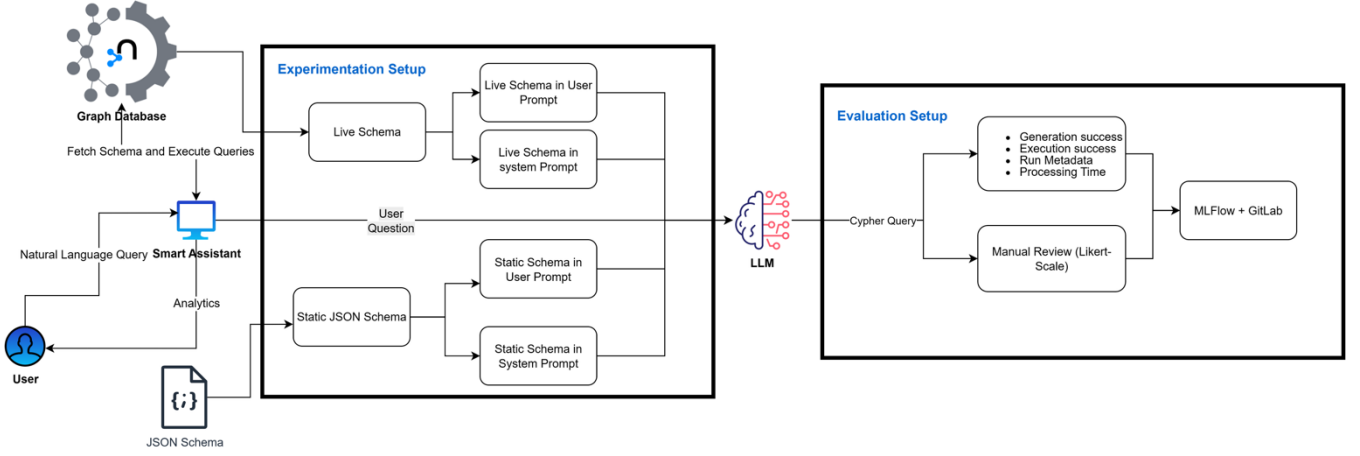 Graph Database
Fetch Schema and Execute Queries
Natural Language Query
Smart Assistant
Analytics
User
{;}
JSON Schema
Experimentation Setup
Live Schema
Live Schema in User
Prompt
Live Schema in
system Prompt
User
Question
Static JSON Schema
Static Schema in
User Prompt
Static Schema in
System Prompt
LLM
Cypher Query
Evaluation Setup
Generation success
Execution success
Run Metadata
Processing Time
Manual Review (Likert-
Scale)
MLFlow + GitLab